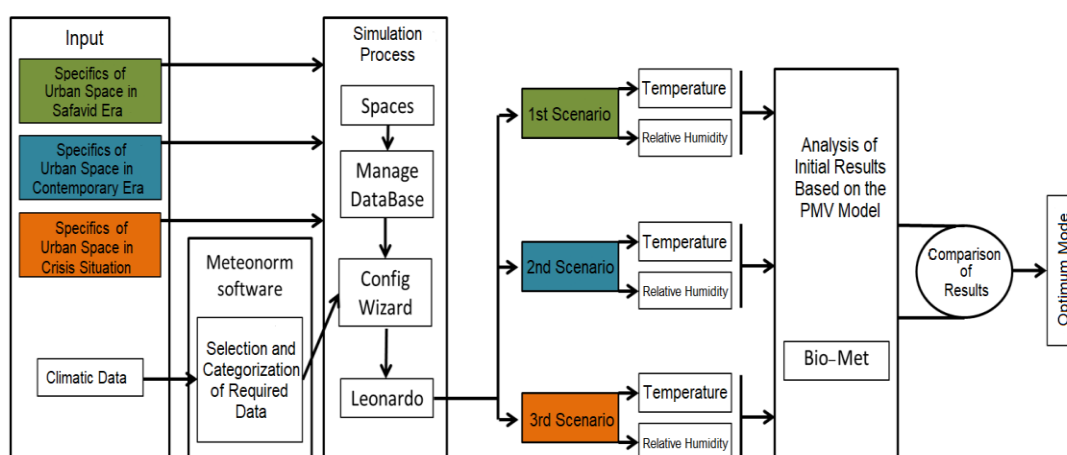 Input
Specifics of
Urban Space in
Safavid Era
Specifics of
Urban Space in
Contemporary Era
Specifics of
Urban Space in
Crisis Situation
Climatic Data
Meteonorm
software
Selection and
Categorization
of Required
Data
Simulation
Process
Spaces
Manage
DataBase
Config
Wizard
Leonardo
1st Scenario
Temperature
Relative Humidity
2nd Scenario
Temperature
Relative Humidity
3rd Scenario
Temperature
Relative Humidity
Analysis of
Initial Results
Based on the
PMV Model
Bio-Met
Comparison
of
Results
Optimum Mode